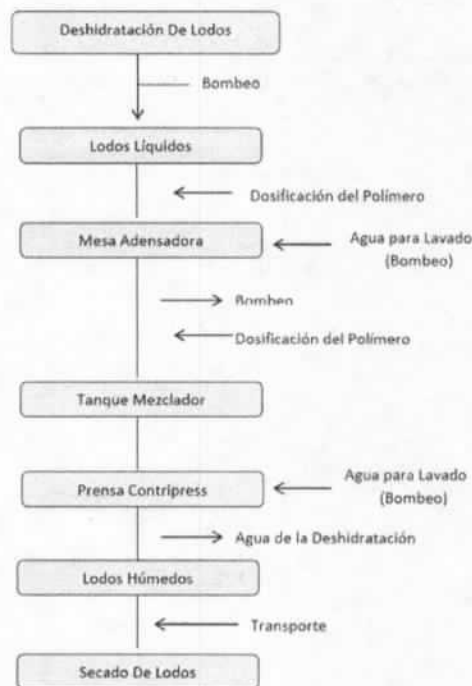 Deshidratación De Lodos
Bombeo
Lodos Líquidos
Dosificación del Polímero
Mesa Adensadora
Agua para Lavado
(Bombeo)
Bombeo
Dosificación del Polímero
Tanque Mezclador
Prensa Contripress
Agua para Lavado
(Bombeo)
Agua de la Deshidratación
Lodos Húmedos
Transporte
Secado De Lodos